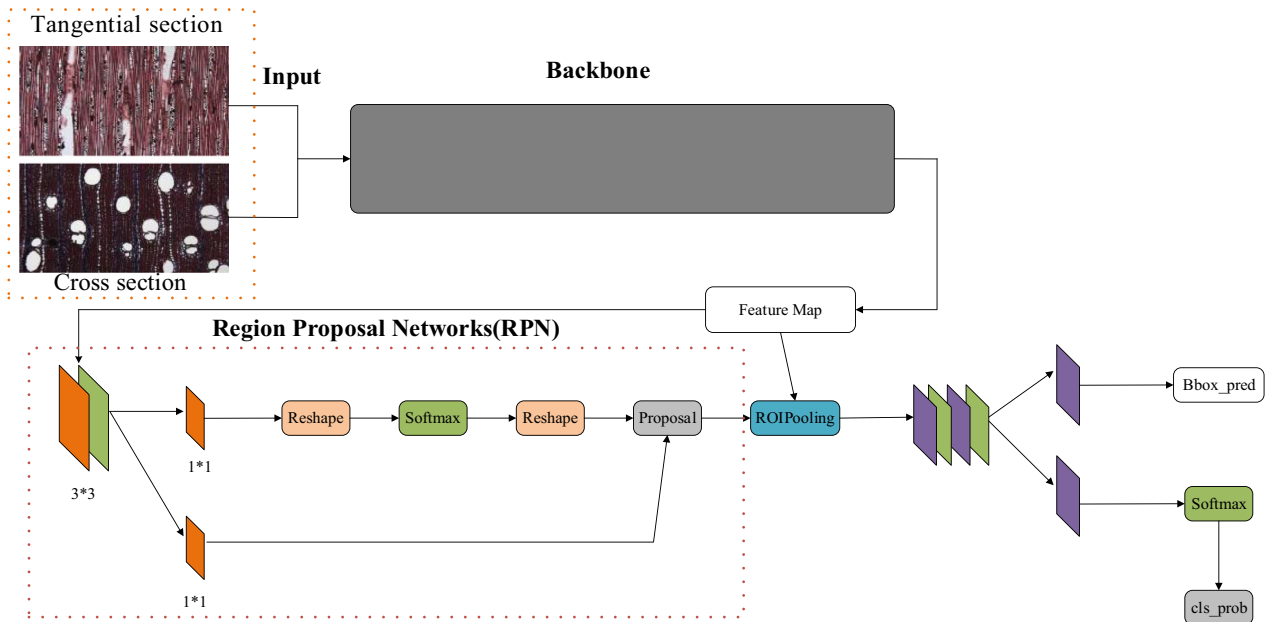 Tangential section
Input
Backbone
Cross section
Feature Map
Region Proposal Networks(RPN)
Reshape
Softmax
Reshape
Proposal
ROIPooling
Bbox_pred
1*1
3*3
Softmax
1*1
cls_prob